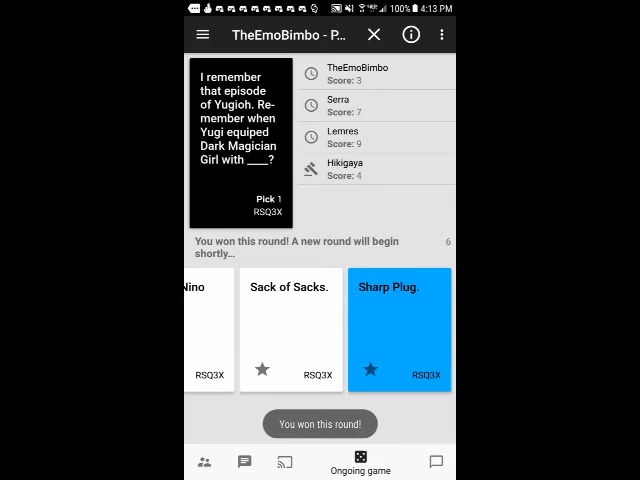 100% 4:13 PM
TheEmoBimbo - P...
I remember
that episode
of Yugioh. Re-
member when
Yugi equiped
Dark Magician
Girl with ____?
Pick 1
RSQ3X
TheEmoBimbo
Score: 3
Serra
Score: 7
Lemres
Score: 9
Hikigaya
Score: 4
You won this round! A new round will begin
shortly...
6
Nino
RSQ3X
Sack of Sacks.
RSQ3X
Sharp Plug.
RSQ3X
You won this round!
Ongoing game